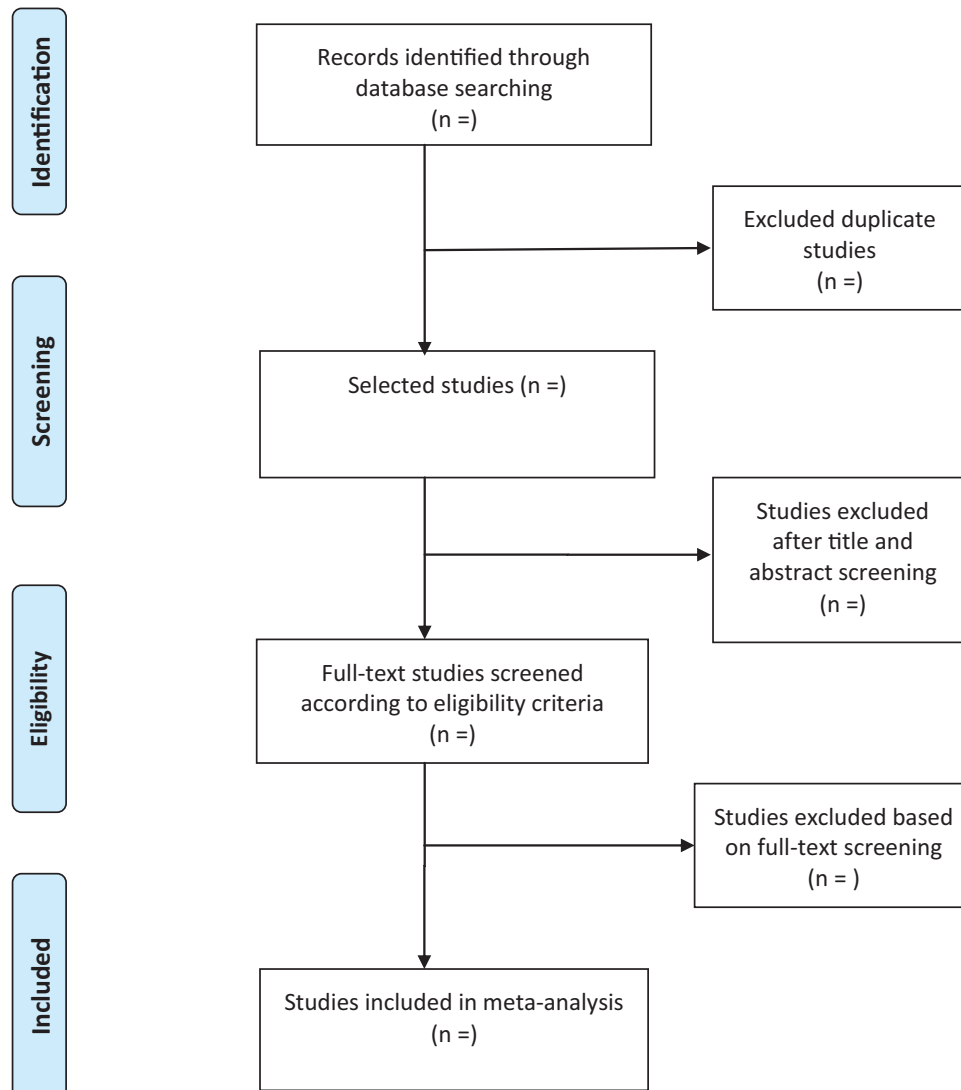 Identification
Records identified through
database searching
(n =)
Excluded duplicate
studies
(n =)
Screening
Selected studies (n =)
Studies excluded
after title and
abstract screening
(n =)
Eligibility
Full-text studies screened
according to eligibility criteria
(n =)
Studies excluded based
on full-text screening
(n = )
Included
Studies included in meta-analysis
(n =)